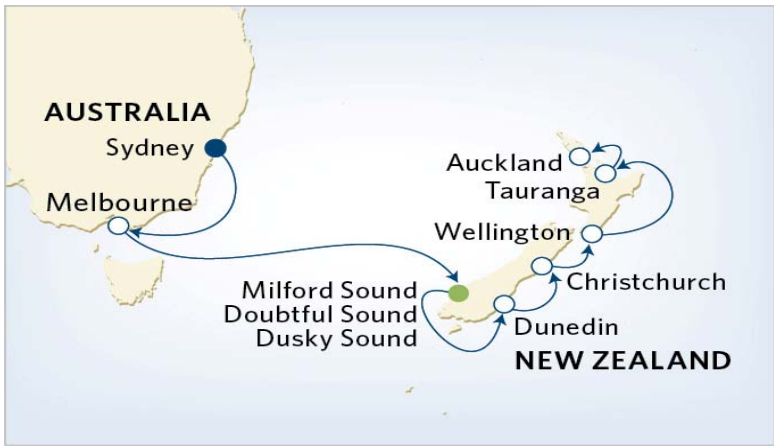 AUSTRALIA
Sydney
Melbourne
Auckland
Tauranga
Wellington
Christchurch
Milford Sound
Doubtful Sound
Dusky Sound
Dunedin
NEW ZEALAND